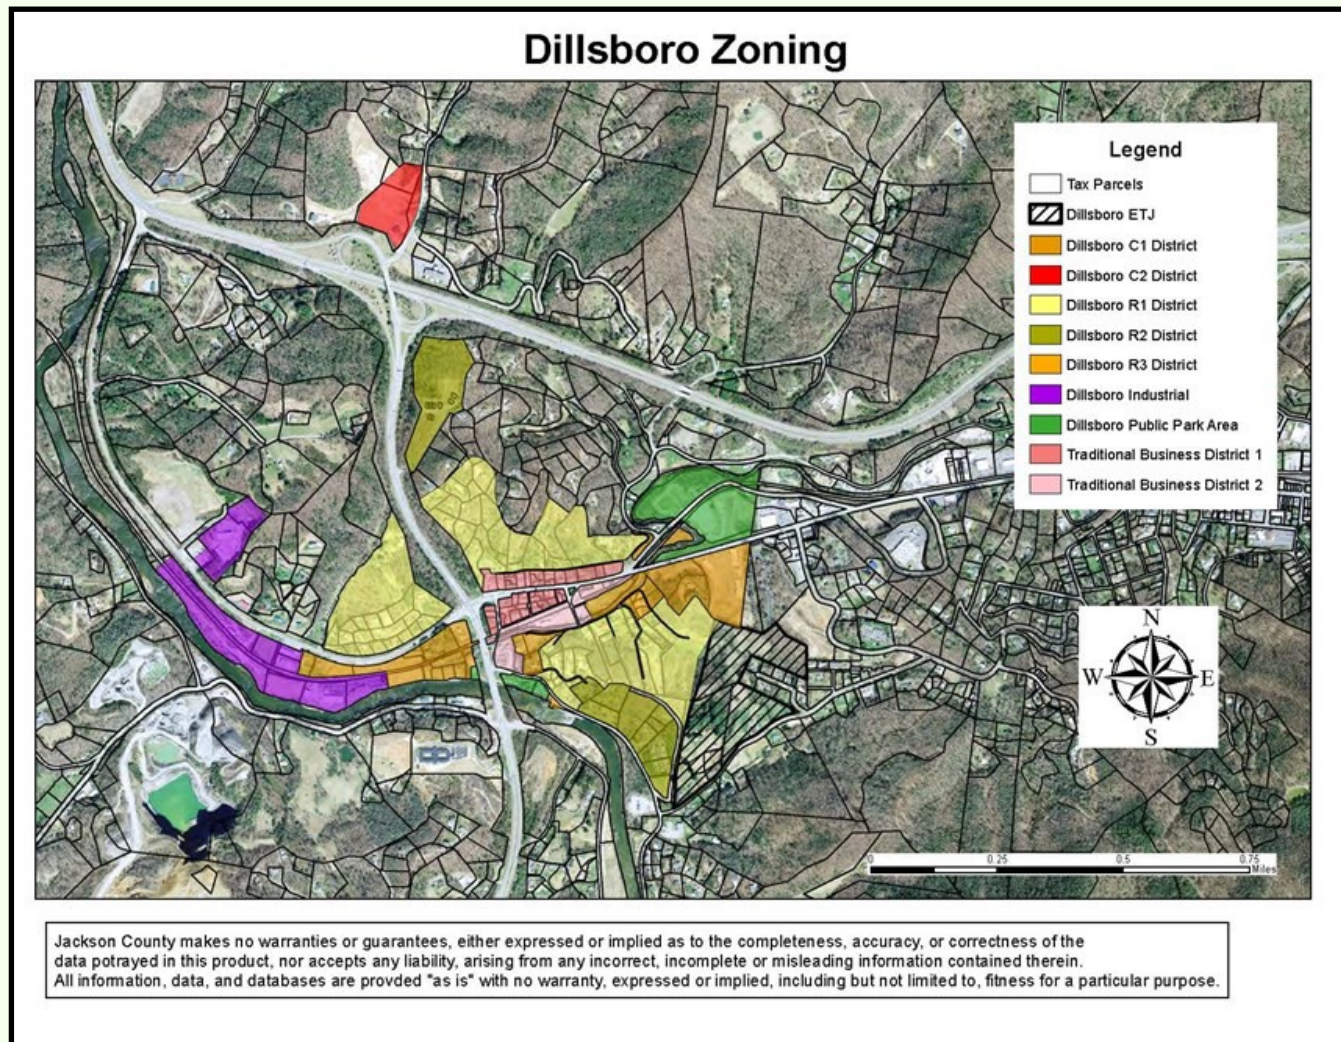 Dillsboro Zoning
Legend
Tax Parcels
Dillsboro ETJ
Dillsboro C1 District
Dillsboro C2 District
Dillsboro R1 District
Dillsboro R2 District
Dillsboro R3 District
Dillsboro Industrial
Dillsboro Public Park Area
Traditional Business District 1
Traditional Business District 2
N
W E
S
0 0.25 0.5 0.75
Miles
Jackson County makes no warranties or guarantees, either expressed or implied as to the completeness, accuracy, or correctness of the
data potrayed in this product, nor accepts any liability, arising from any incorrect, incomplete or misleading information contained therein.
All information, data, and databases are provded "as is" with no warranty, expressed or implied, including but not limited to, fitness for a particular purpose.